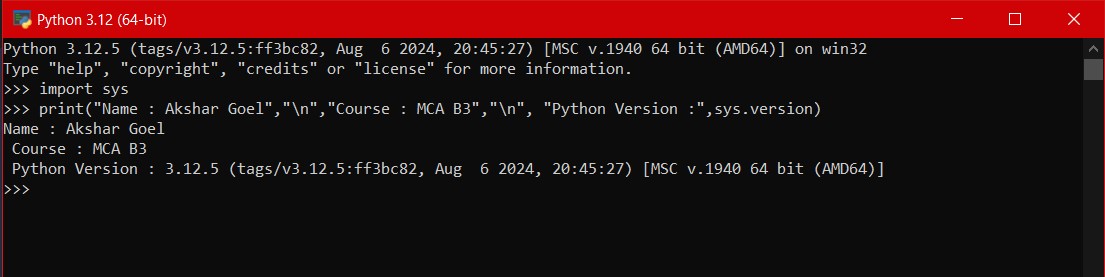 Python 3.12 (64-bit)
Python 3.12.5 (tags/v3.12.5:ff3bc82, Aug  6 2024, 20:45:27) [MSC v.1940 64 bit (AMD64)] on win32
Type "help", "copyright", "credits" or "license" for more information.
>>> import sys
>>> print("Name : Akshar Goel","\n","Course : MCA B3","\n", "Python Version :",sys.version)
Name : Akshar Goel
 Course : MCA B3
 Python Version : 3.12.5 (tags/v3.12.5:ff3bc82, Aug  6 2024, 20:45:27) [MSC v.1940 64 bit (AMD64)]
>>>